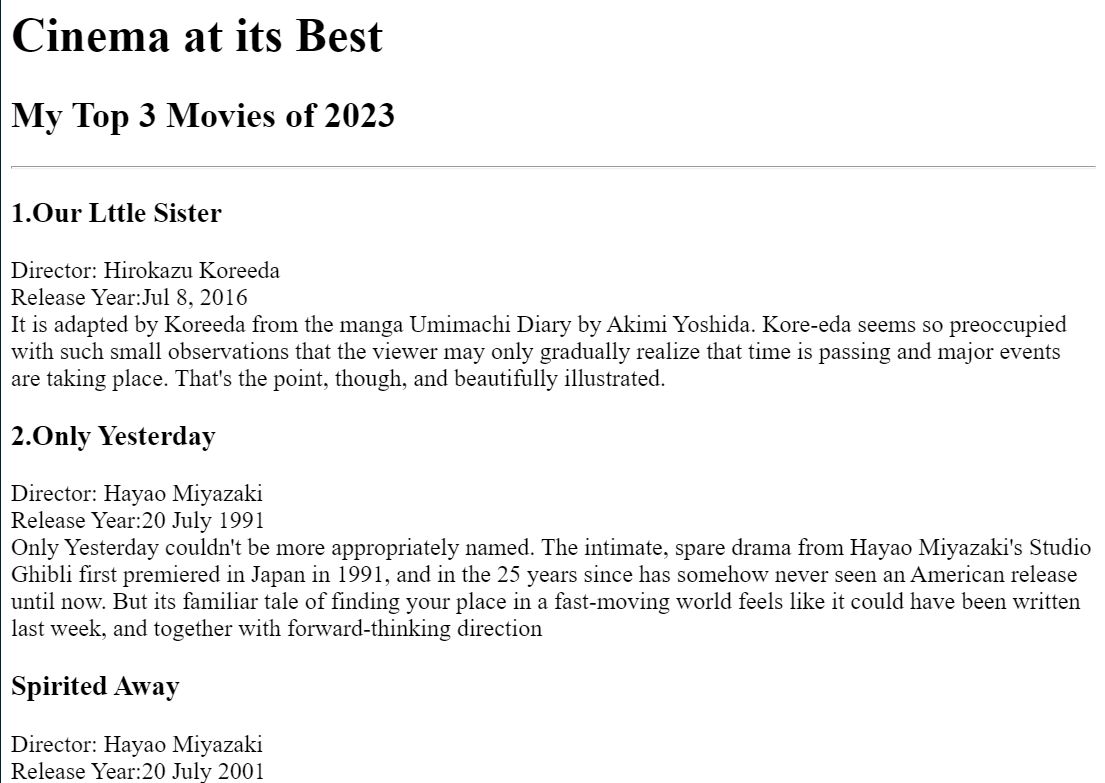 Cinema at its Best
My Top 3 Movies of 2023
1.Our Lttle Sister
Director: Hirokazu Koreeda
Release Year:Jul 8, 2016
It is adapted by Koreeda from the manga Umimachi Diary by Akimi Yoshida. Kore-eda seems so preoccupied
with such small observations that the viewer may only gradually realize that time is passing and major events
are taking place. That's the point, though, and beautifully illustrated.
2.Only Yesterday
Director: Hayao Miyazaki
Release Year:20 July 1991
Only Yesterday couldn't be more appropriately named. The intimate, spare drama from Hayao Miyazaki's Studio
Ghibli first premiered in Japan in 1991, and in the 25 years since has somehow never seen an American release
until now. But its familiar tale of finding your place in a fast-moving world feels like it could have been written
last week, and together with forward-thinking direction
Spirited Away
Director: Hayao Miyazaki
Release Year:20 July 2001